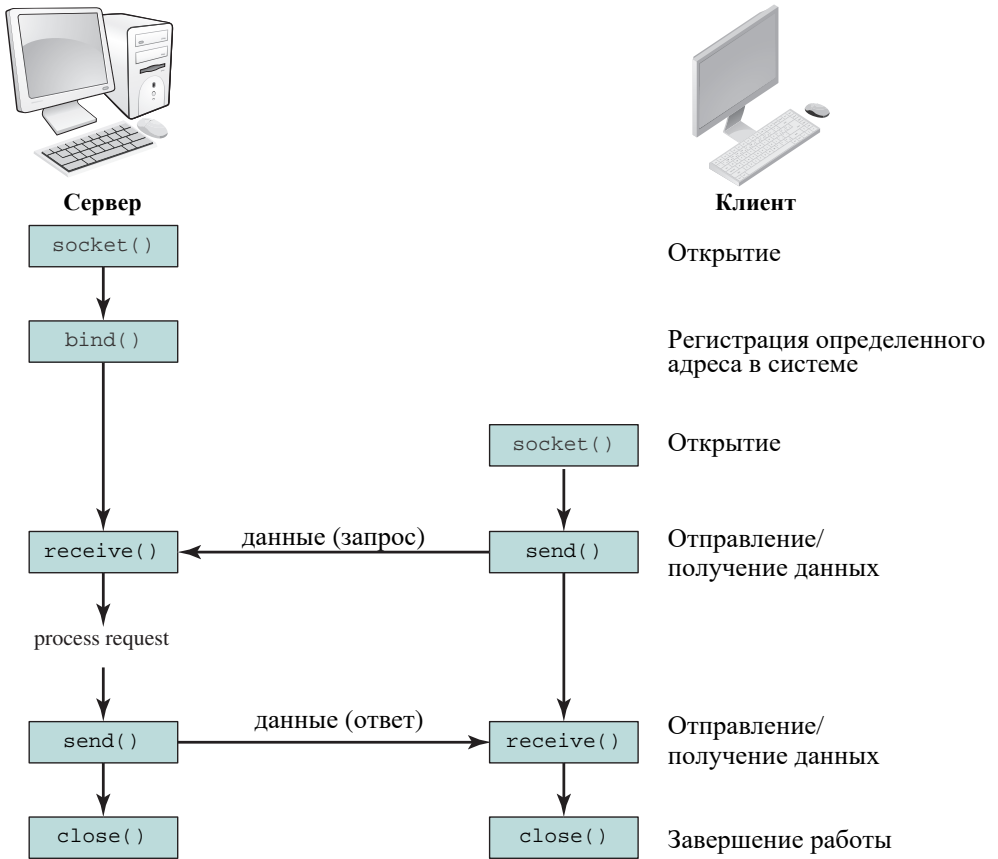 Сервер
Клиент
socket()
Открытие
bind()
Регистрация определенного
адреса в системе
socket()
Открытие
receive()
данные (запрос)
send()
Отправление/
получение данных
process request
send()
данные (ответ)
receive()
Отправление/
получение данных
close()
close()
Завершение работы